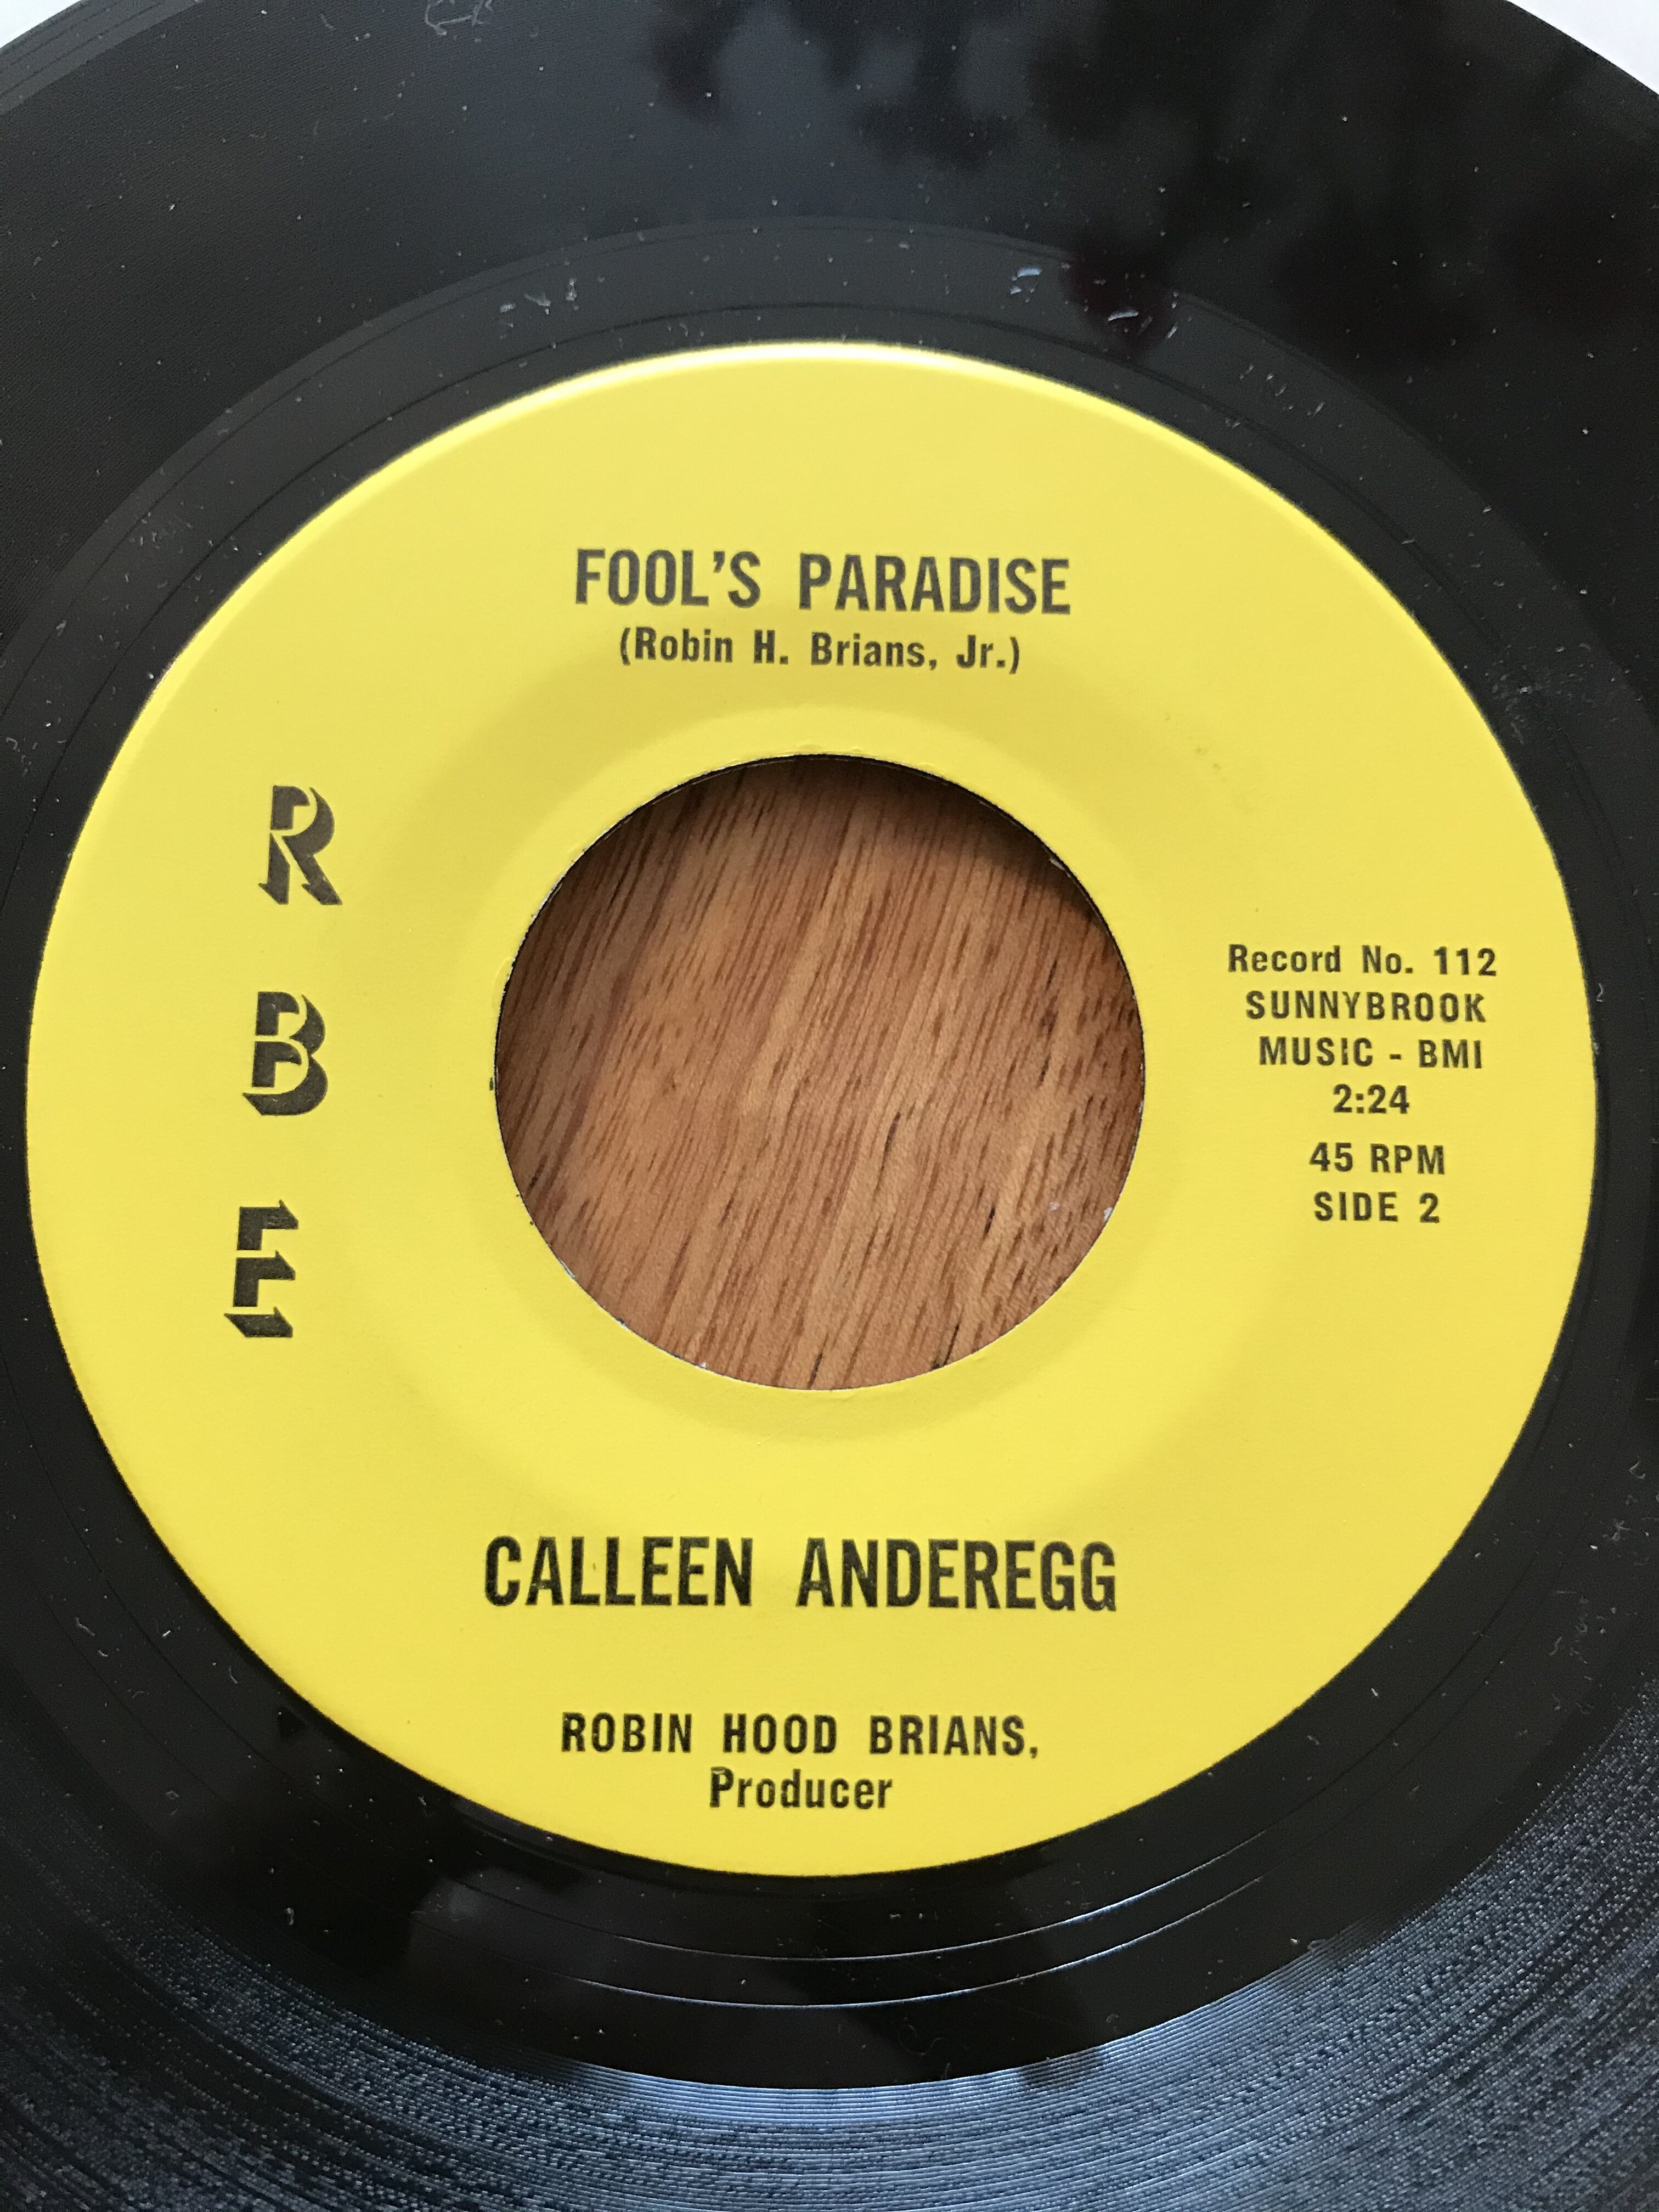 FOOL'S PARADISE
(Robin H. Brians, Jr.)
R
B
E
Record No. 112
SUNNYBROOK
MUSIC - BMI
2:24
45 RPM
SIDE 2
CALLEEN ANDEREGG
ROBIN HOOD BRIANS,
Producer